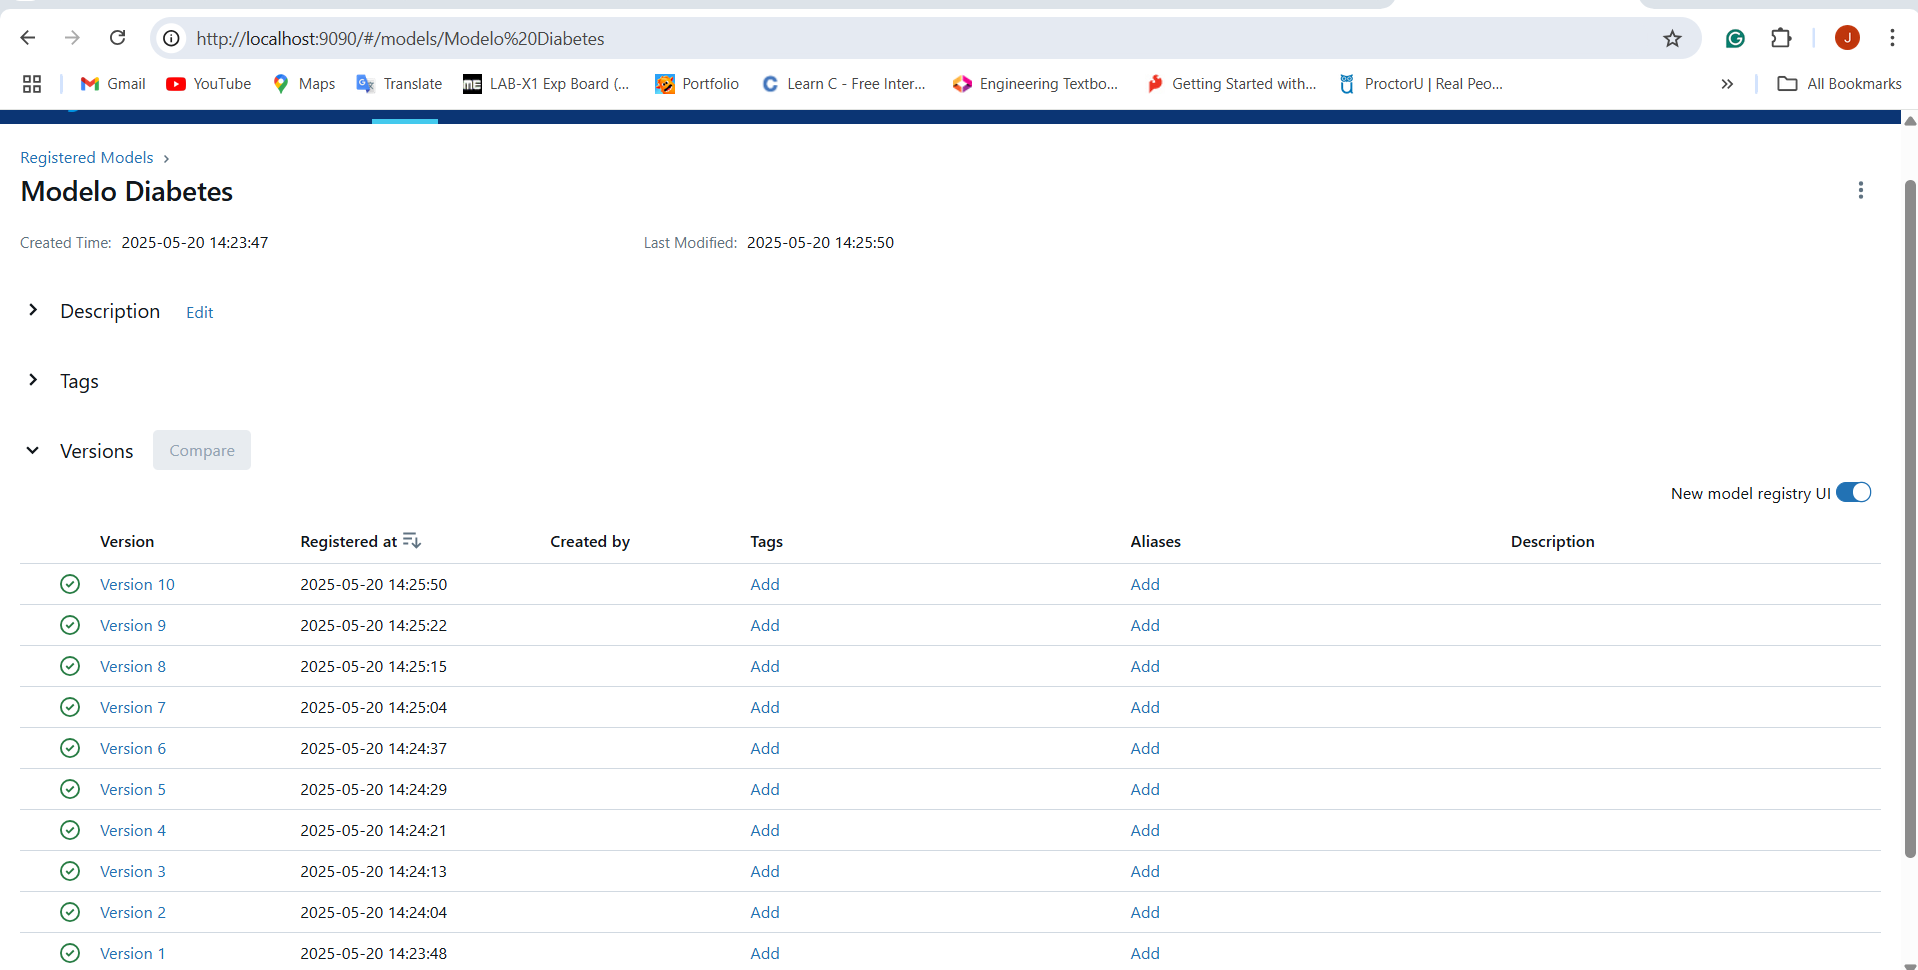 http://localhost:9090/#/models/Modelo%20Diabetes
J
Gmail YouTube Maps Translate LAB-X1 Exp Board (... Portfolio Learn C - Free Inter... Engineering Textbo... Getting Started with... ProctorU | Real Peo... » All Bookmarks
Registered Models ›
Modelo Diabetes
Created Time: 2025-05-20 14:23:47 Last Modified: 2025-05-20 14:25:50
Description Edit
Tags
Versions Compare
New model registry UI
Version Registered at Created by Tags Aliases Description
Version 10 2025-05-20 14:25:50 Add Add
Version 9 2025-05-20 14:25:22 Add Add
Version 8 2025-05-20 14:25:15 Add Add
Version 7 2025-05-20 14:25:04 Add Add
Version 6 2025-05-20 14:24:37 Add Add
Version 5 2025-05-20 14:24:29 Add Add
Version 4 2025-05-20 14:24:21 Add Add
Version 3 2025-05-20 14:24:13 Add Add
Version 2 2025-05-20 14:24:04 Add Add
Version 1 2025-05-20 14:23:48 Add Add